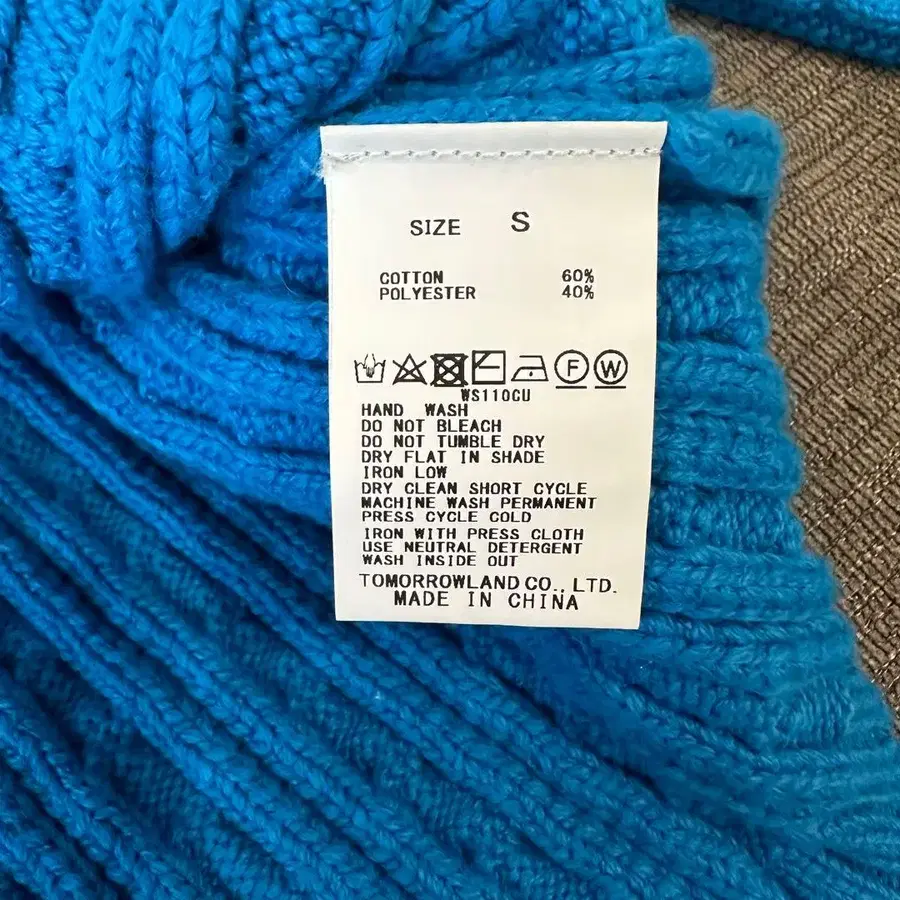 SIZE S
COTTON 60%
POLYESTER 40%
F W
WS110CU
HAND WASH
DO NOT BLEACH
DO NOT TUMBLE DRY
DRY FLAT IN SHADE
IRON LOW
DRY CLEAN SHORT CYCLE
MACHINE WASH PERMANENT
PRESS CYCLE COLD
IRON WITH PRESS CLOTH
USE NEUTRAL DETERGENT
WASH INSIDE OUT
TOMORROWLAND CO., LTD.
MADE IN CHINA